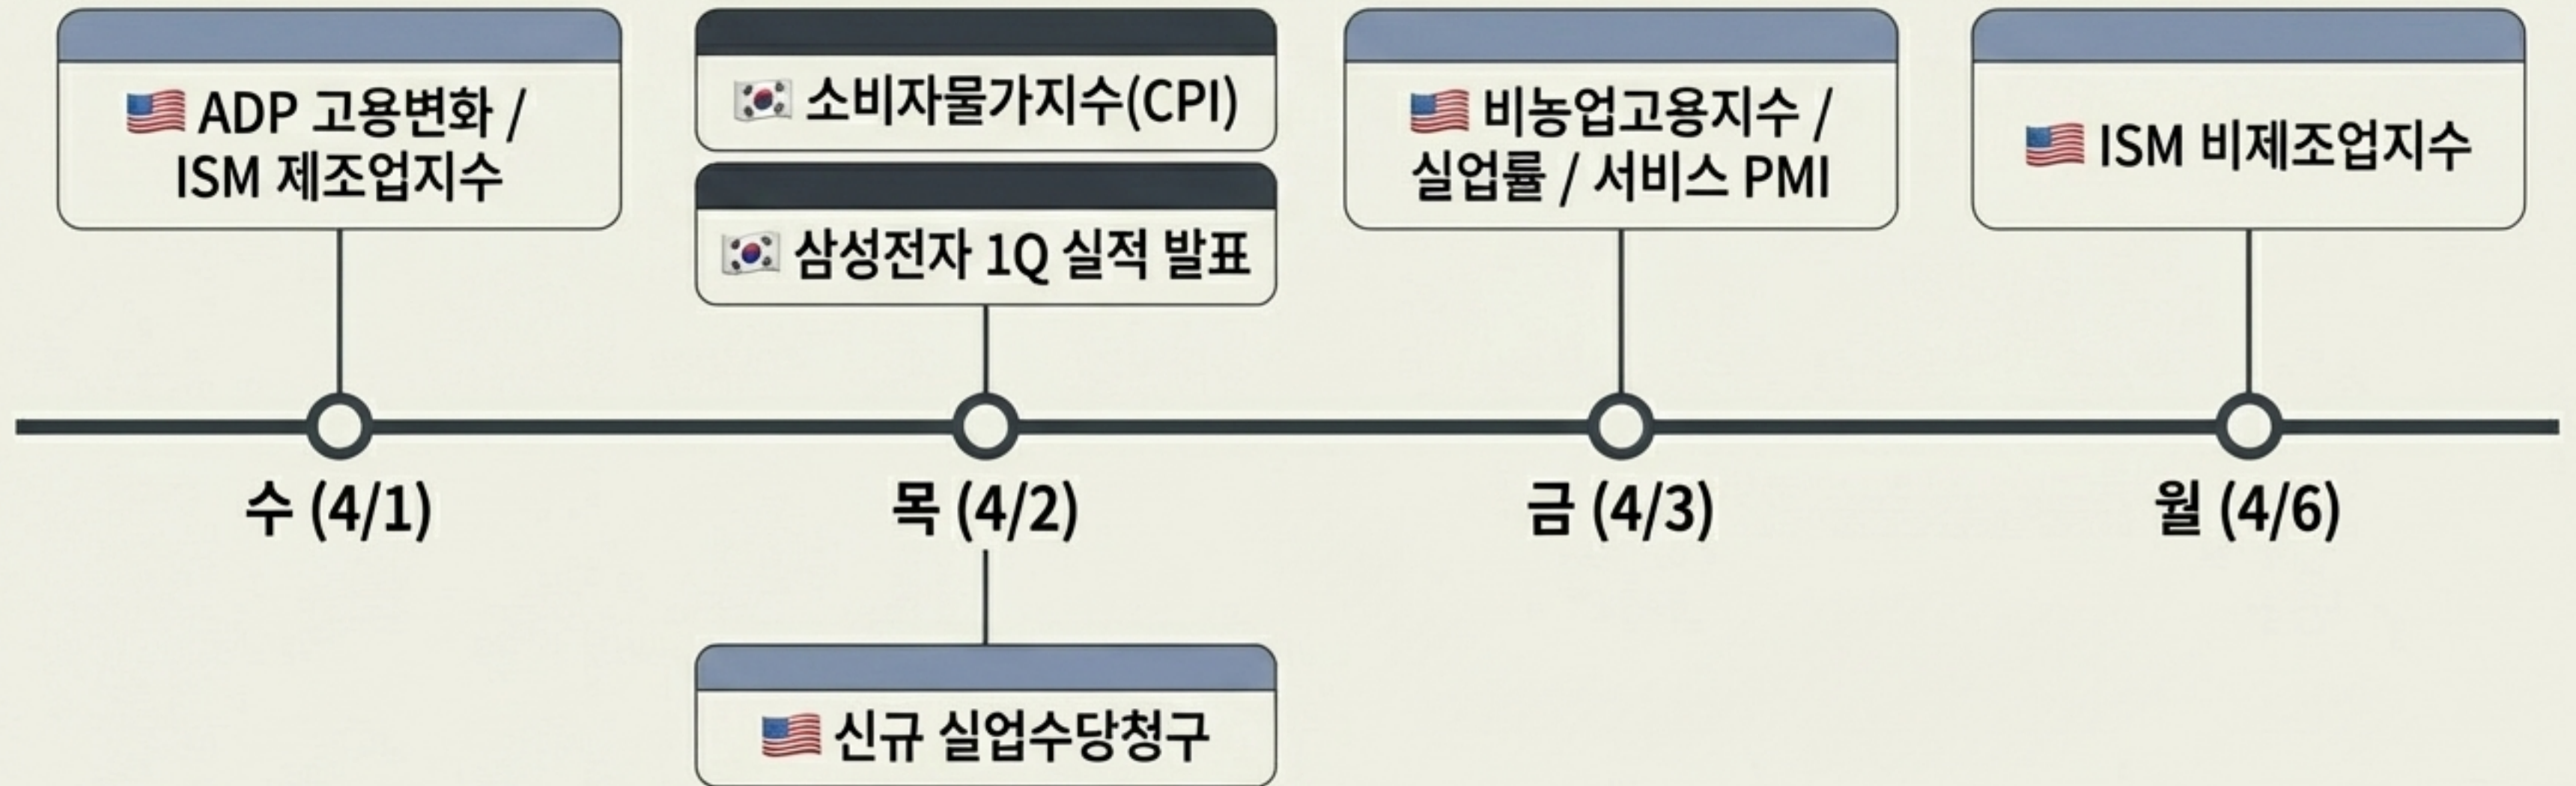 🇺🇸 ADP 고용변화 /
ISM 제조업지수
🇰🇷 소비자물가지수(CPI)
🇰🇷 삼성전자 1Q 실적 발표
🇺🇸 비농업고용지수 /
실업률 / 서비스 PMI
🇺🇸 ISM 비제조업지수
수 (4/1)
목 (4/2)
금 (4/3)
월 (4/6)
🇺🇸 신규 실업수당청구